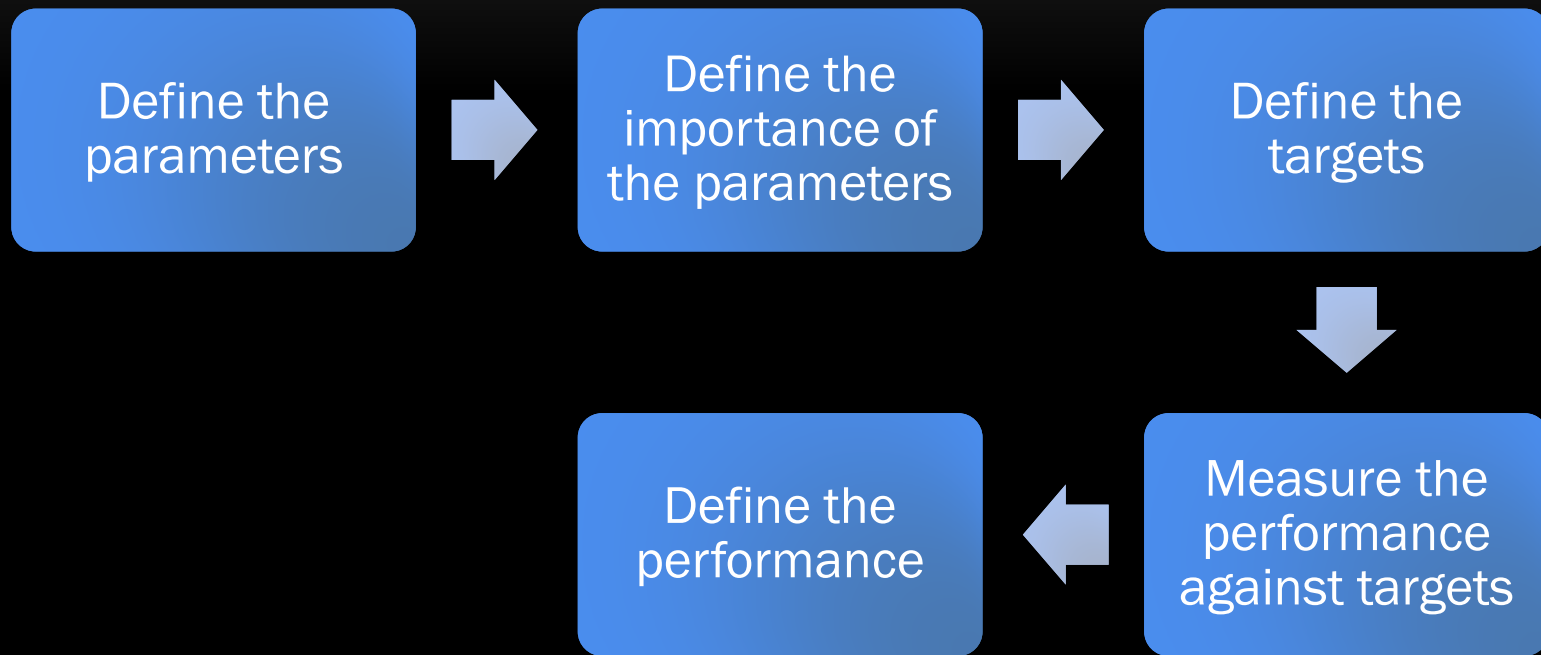 Define the
parameters
Define the
importance of
the parameters
Define the
targets
Measure the
performance
against targets
Define the
performance